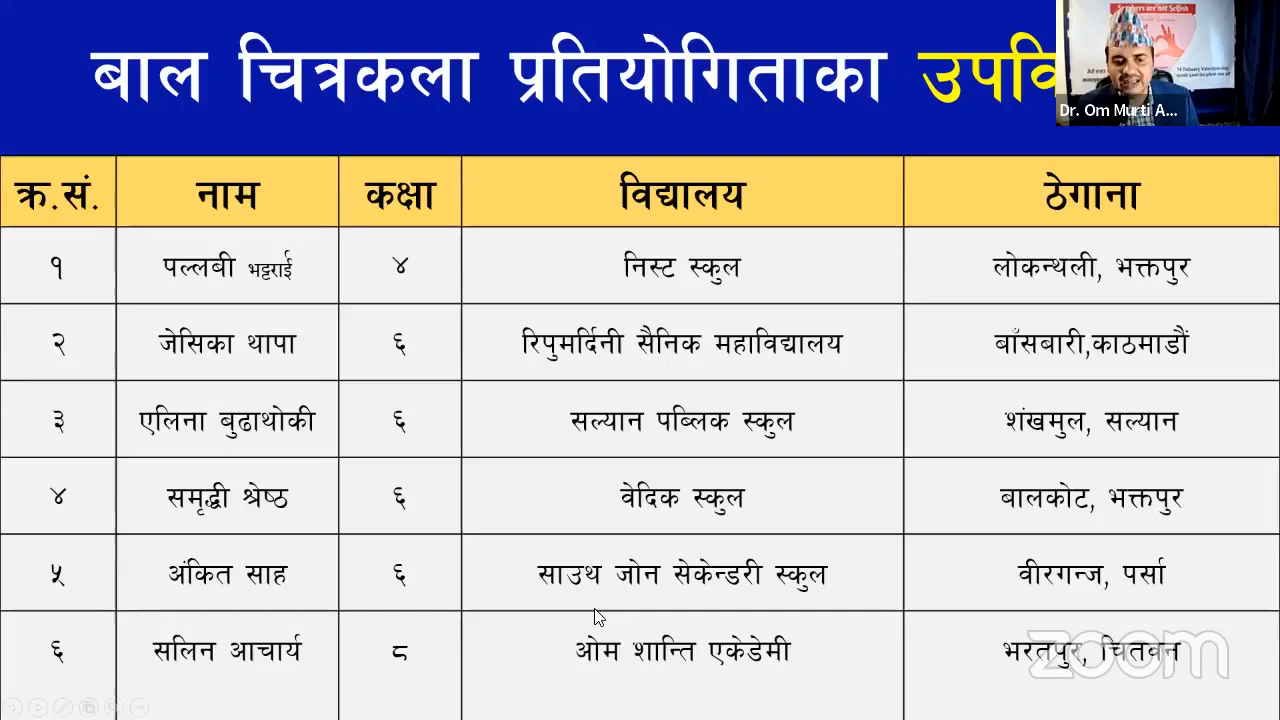 बाल चित्रकला प्रतियोगिताका
Dr. Om Murti A...
क्र.सं. नाम कक्षा विद्यालय ठेगाना
१ पल्लबी भट्टराई ४ निस्ट स्कुल लोकन्थली, भक्तपुर
२ जेसिका थापा ६ रिपुमर्दिनी सैनिक महाविद्यालय बाँसबारी,काठमाडौं
३ एलिना बुढाथोकी ६ सल्यान पब्लिक स्कुल शंखमुल, सल्यान
४ समृद्धी श्रेष्ठ ६ वेदिक स्कुल बालकोट, भक्तपुर
५ अंकित साह ६ साउथ जोन सेकेन्डरी स्कुल वीरगन्ज, पर्सा
६ सलिन आचार्य ८ ओम शान्ति एकेडेमी भरतपुर, चितवन
zoom